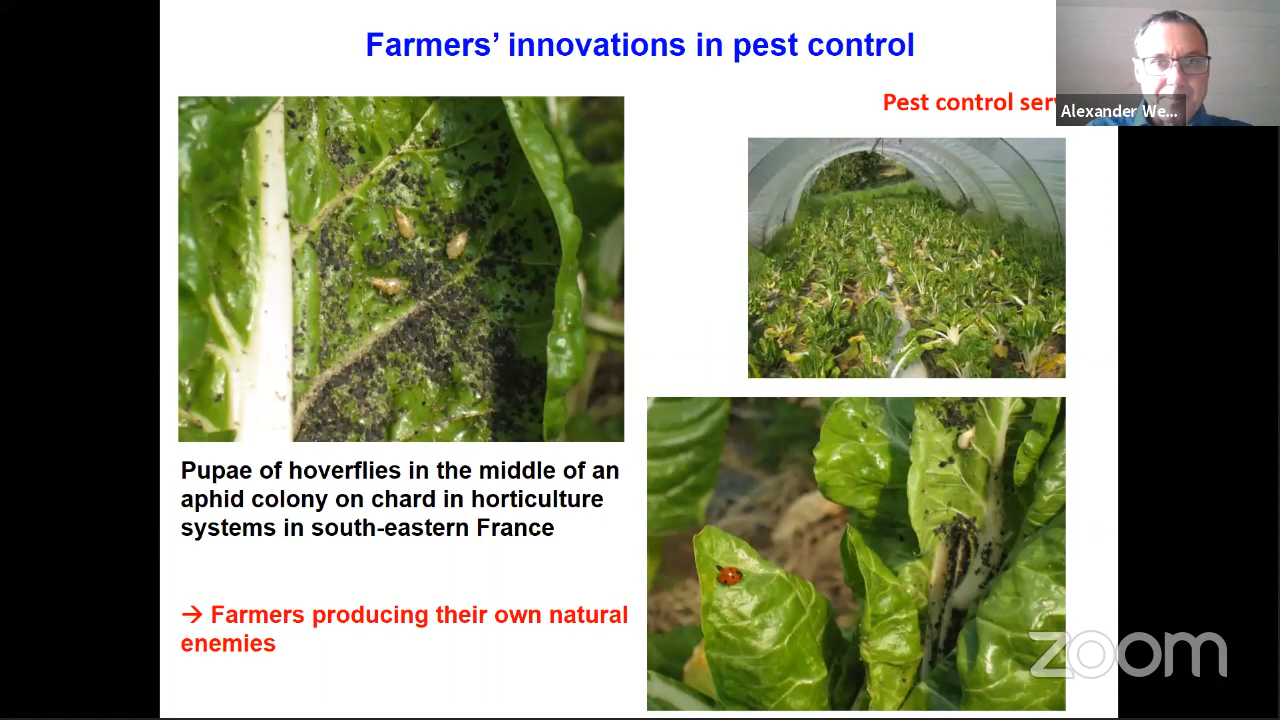 Farmers’ innovations in pest control
Pest control
Alexander We...
Pupae of hoverflies in the middle of an
aphid colony on chard in horticulture
systems in south-eastern France
→ Farmers producing their own natural
enemies
zoom